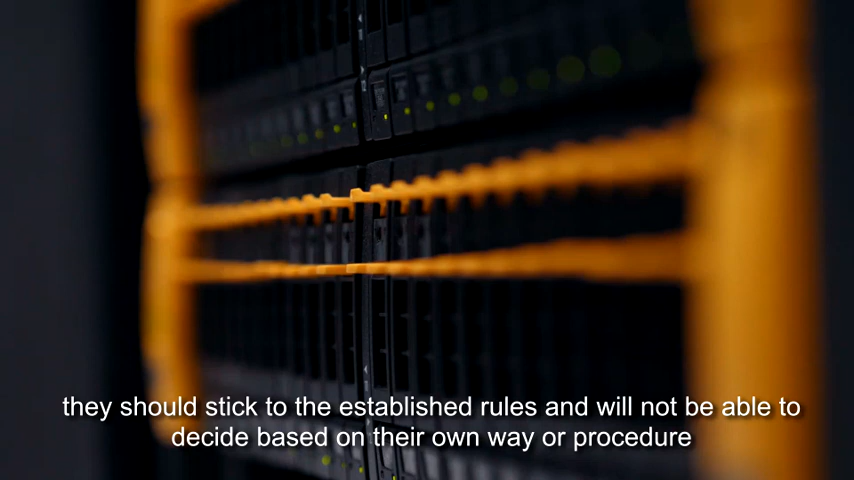 they should stick to the established rules and will not be able to
decide based on their own way or procedure